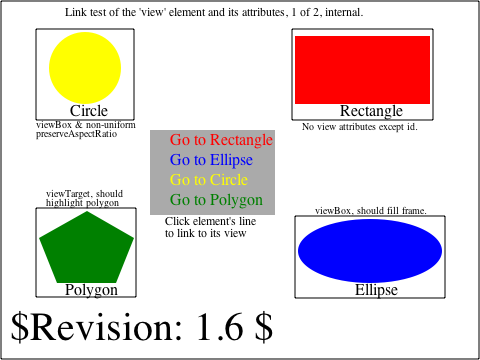 Link test of the 'view' element and its attributes, 1 of 2, internal.
Circle
viewBox & non-uniform
preserveAspectRatio
Rectangle
No view attributes except id.
Go to Rectangle
Go to Ellipse
Go to Circle
Go to Polygon
Click element's line
to link to its view
viewTarget, should
highlight polygon
Polygon
viewBox, should fill frame.
Ellipse
$Revision: 1.6 $